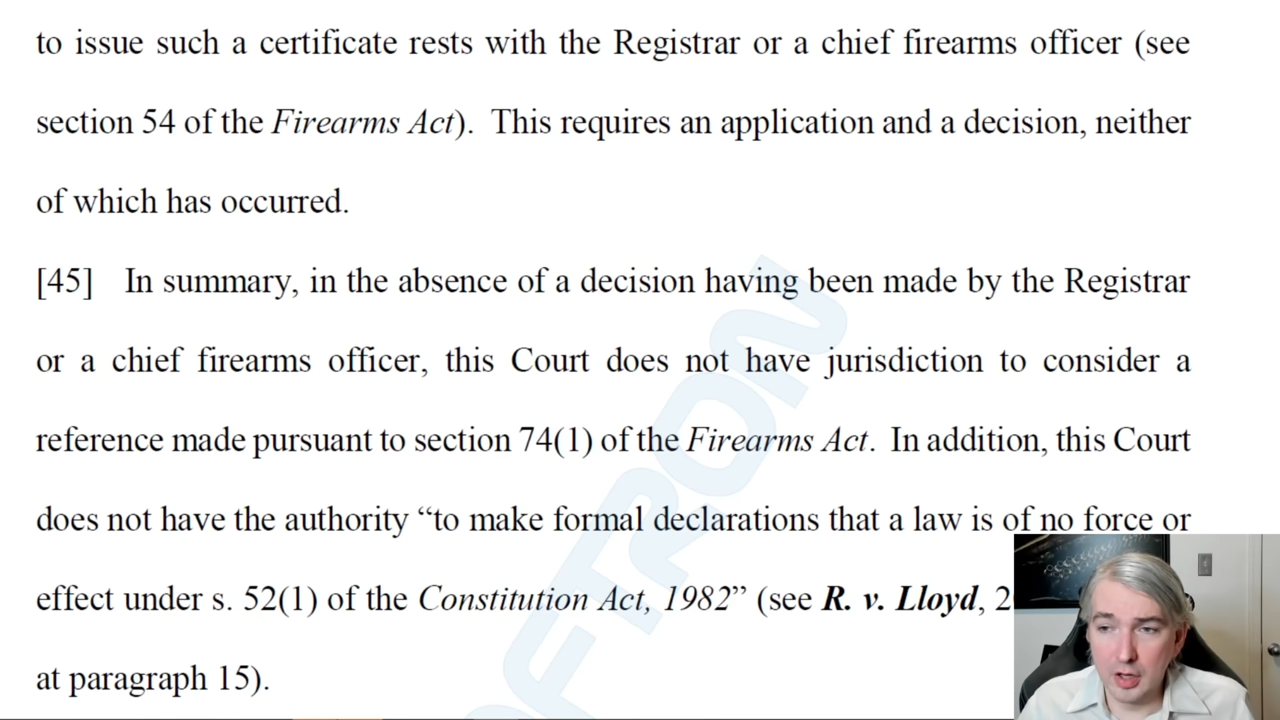 to issue such a certificate rests with the Registrar or a chief firearms officer (see
section 54 of the Firearms Act). This requires an application and a decision, neither
of which has occurred.
[45] In summary, in the absence of a decision having been made by the Registrar
or a chief firearms officer, this Court does not have jurisdiction to consider a
reference made pursuant to section 74(1) of the Firearms Act. In addition, this Court
does not have the authority “to make formal declarations that a law is of no force or
effect under s. 52(1) of the Constitution Act, 1982” (see R. v. Lloyd, 2
at paragraph 15).